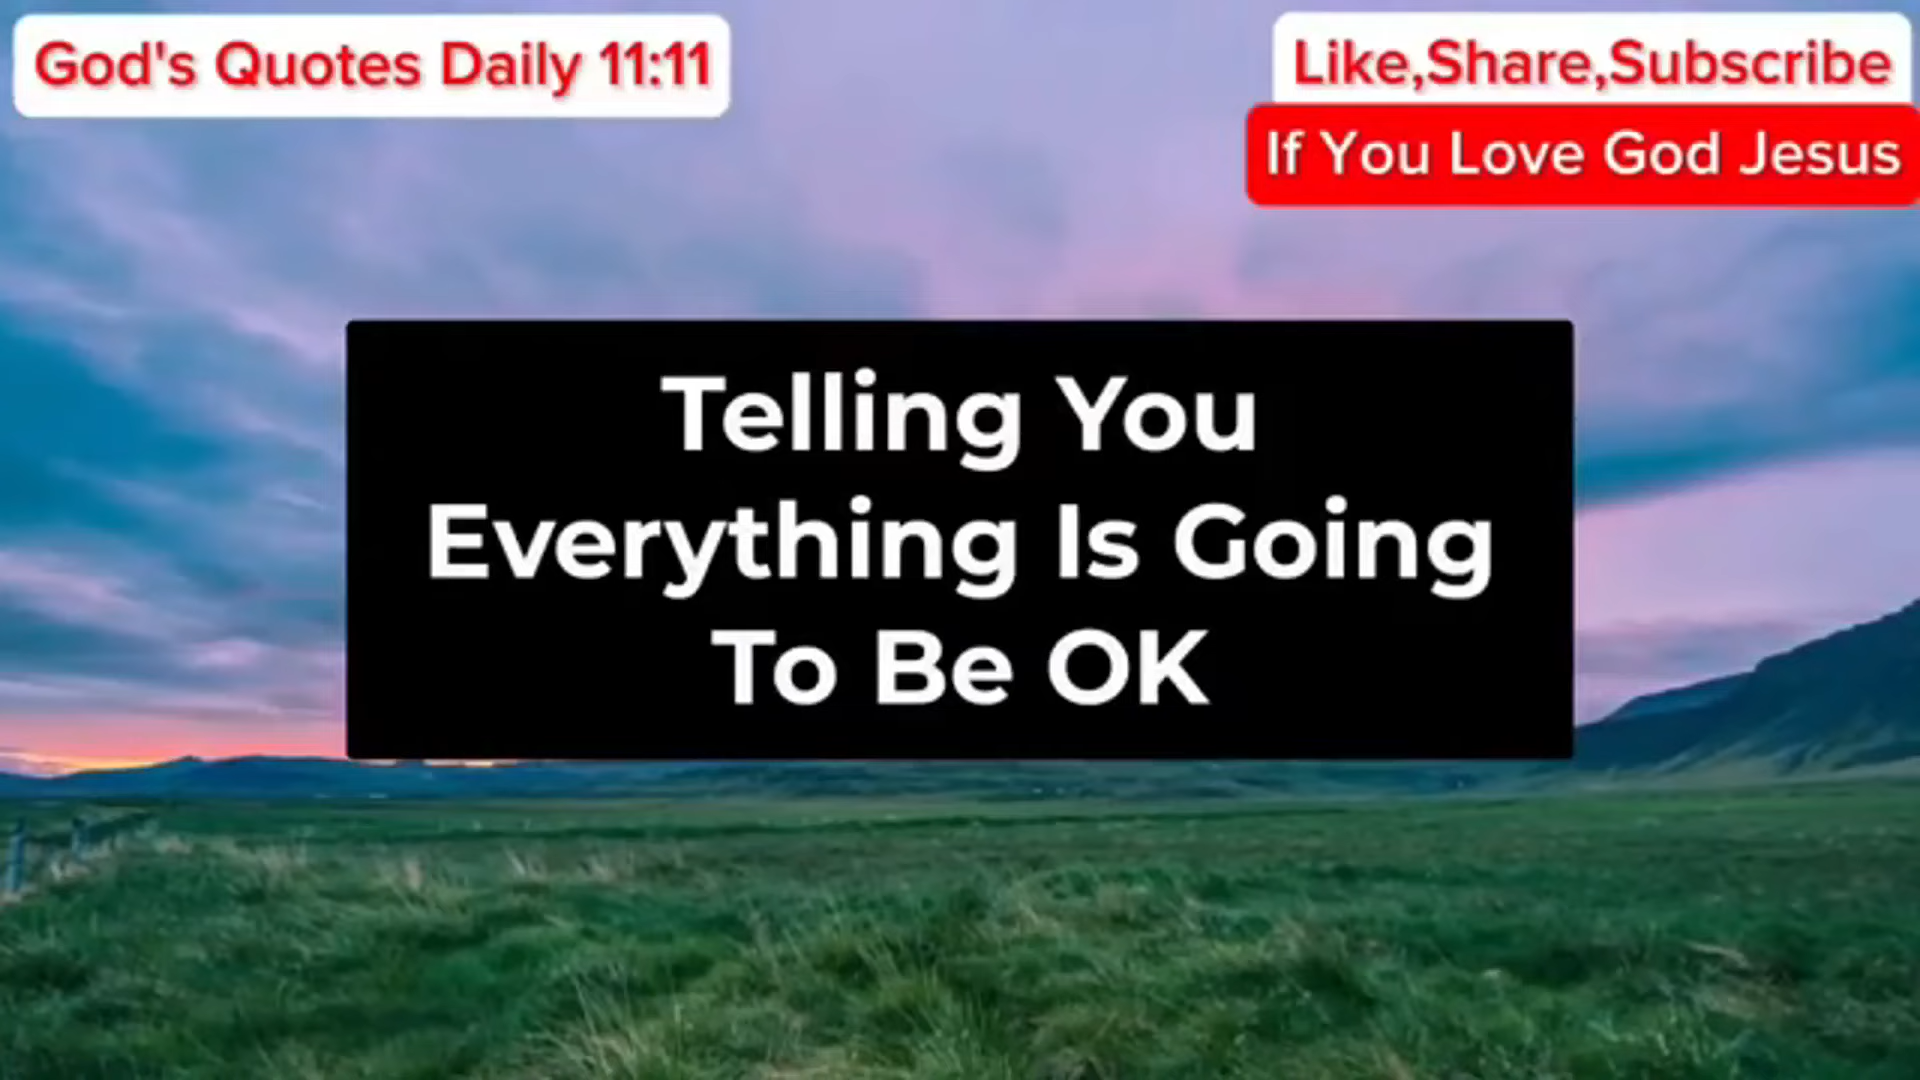 God's Quotes Daily 11:11
Like,Share,Subscribe
If You Love God Jesus
Telling You
Everything Is Going
To Be OK